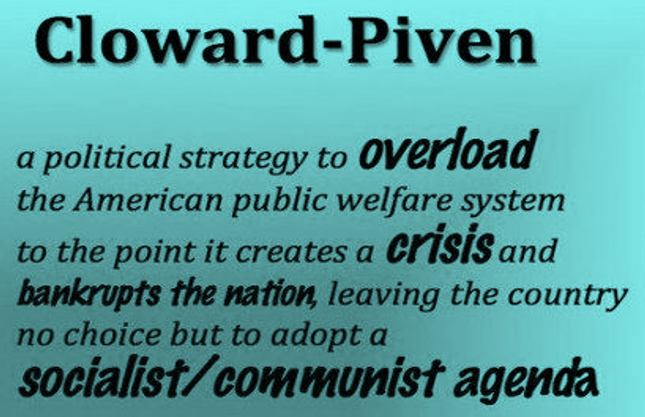 Cloward-Piven
a political strategy to overload
the American public welfare system
to the point it creates a crisis and
bankrupts the nation, leaving the country
no choice but to adopt a
socialist/communist agenda